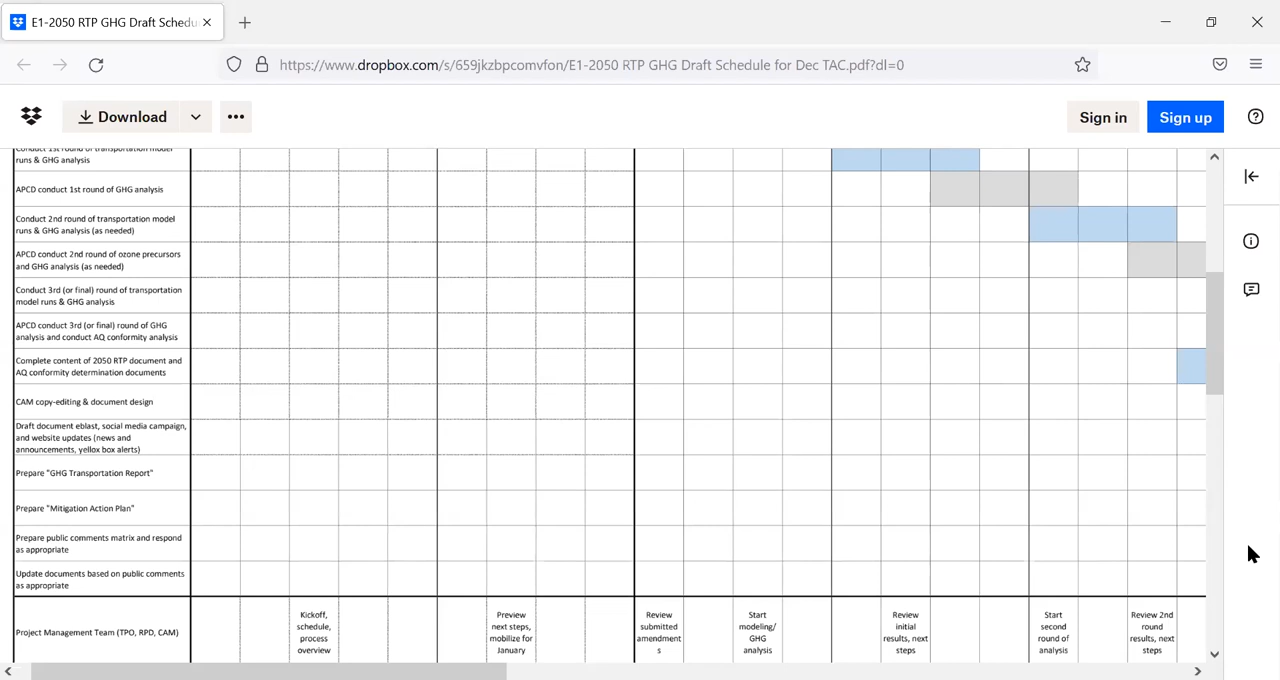 E1-2050 RTP GHG Draft Schedu
https://www.dropbox.com/s/659jkzbpcomvfon/E1-2050 RTP GHG Draft Schedule for Dec TAC.pdf?dl=0
Download
Sign in
Sign up
Conduct 1st round of transportation model
runs & GHG analysis
APCD conduct 1st round of GHG analysis
Conduct 2nd round of transportation model
runs & GHG analysis (as needed)
APCD conduct 2nd round of ozone precursors
and GHG analysis (as needed)
Conduct 3rd (or final) round of transportation
model runs & GHG analysis
APCD conduct 3rd (or final) round of GHG
analysis and conduct AQ conformity analysis
Complete content of 2050 RTP document and
AQ conformity determination documents
CAM copy-editing & document design
Draft document eblast, social media campaign,
and website updates (news and
announcements, yellox box alerts)
Prepare "GHG Transportation Report"
Prepare "Mitigation Action Plan"
Prepare public comments matrix and respond
as appropriate
Update documents based on public comments
as appropriate
Project Management Team (TPO, RPD, CAM)
Kickoff,
schedule,
process
overview
Preview
next steps,
mobilize for
January
Review
submitted
amendment
s
Start
modeling/
GHG
analysis
Review
initial
results, next
steps
Start
second
round of
analysis
Review 2nd
round
results, next
steps